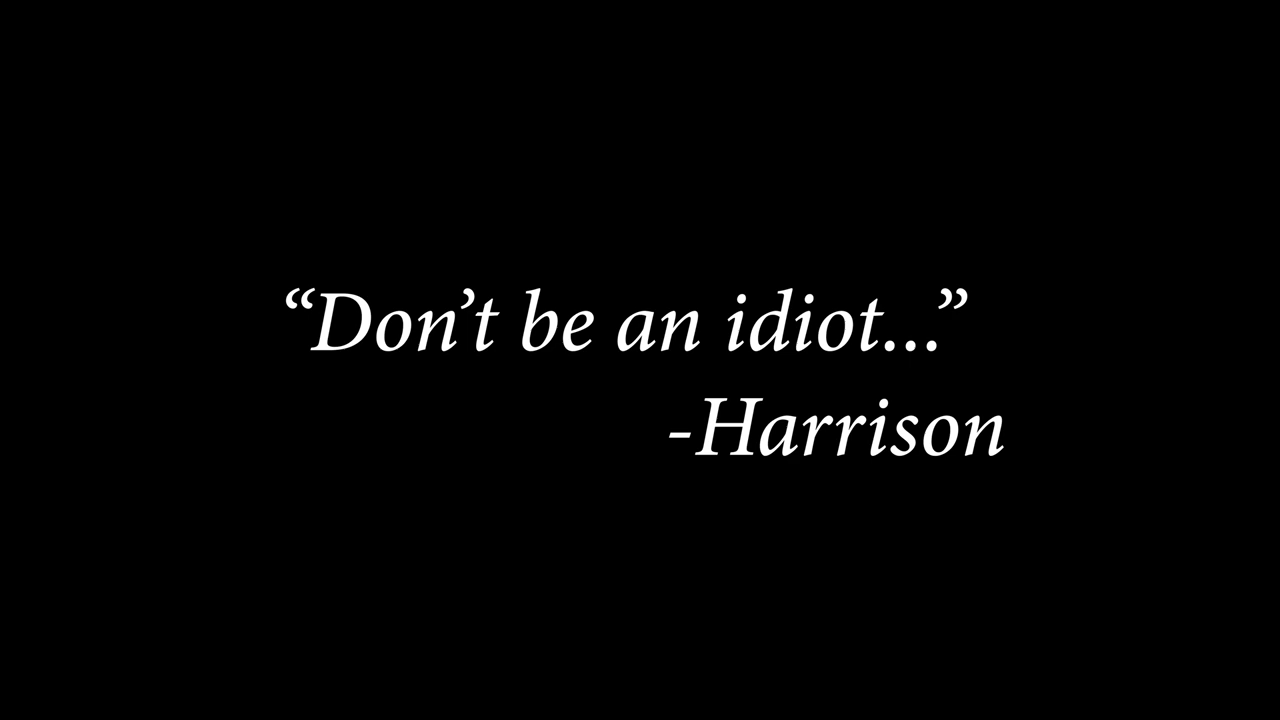 “Don’t be an idiot...”
-Harrison